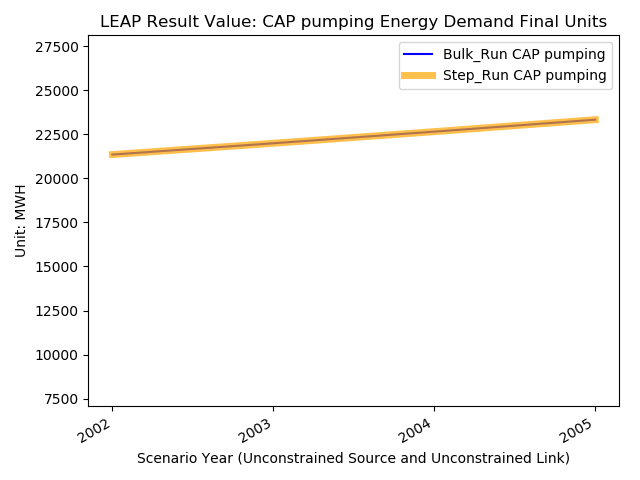 LEAP Result Value: CAP pumping Energy Demand Final Units
Bulk_Run CAP pumping
Step_Run CAP pumping
Unit: MWH
27500
25000
22500
20000
17500
15000
12500
10000
7500
2002
2003
2004
2005
Scenario Year (Unconstrained Source and Unconstrained Link)